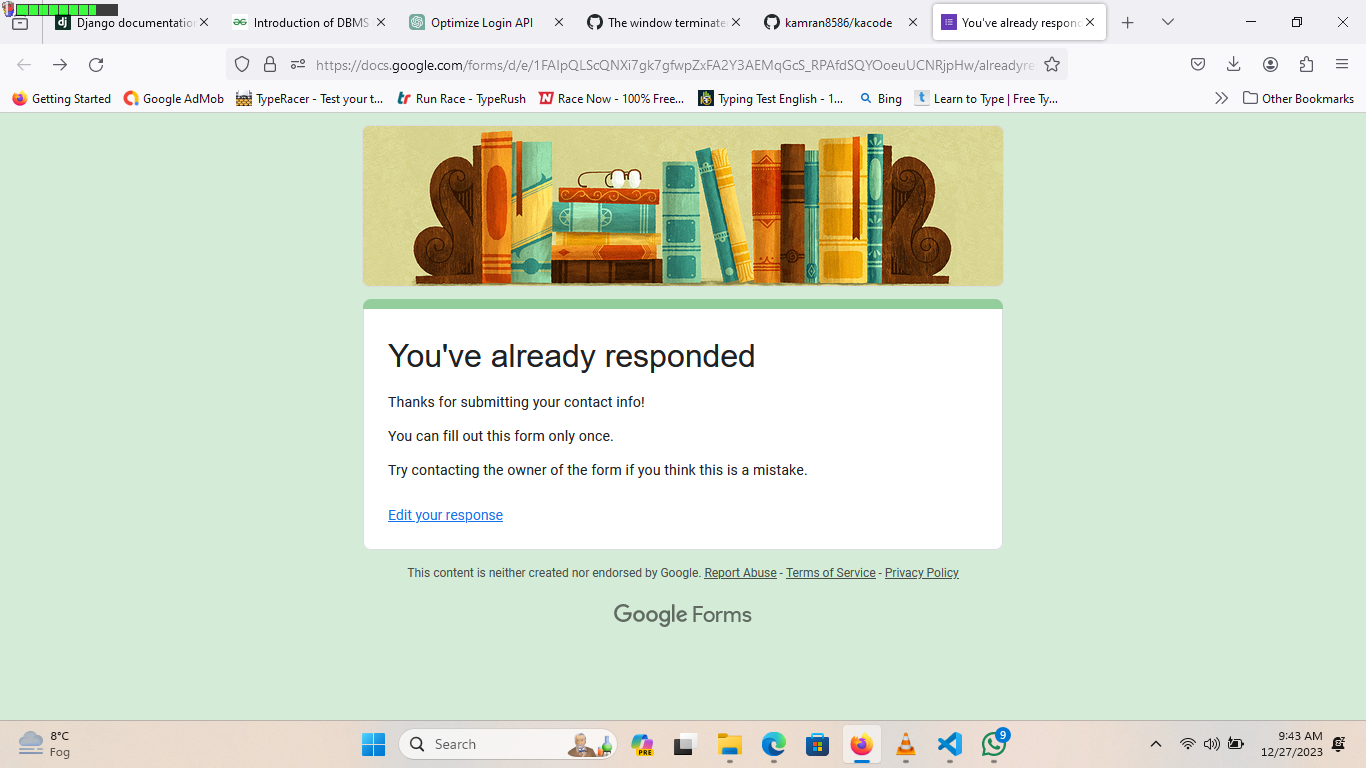 Django documentation
Introduction of DBMS
Optimize Login API
The window terminate
kamran8586/kacode
You've already respond
https://docs.google.com/forms/d/e/1FAIpQLScQNXi7gk7gfwpZxFA2Y3AEMqGcS_RPAfdSQYOoeuUCNRjpHw/alreadyre
Getting Started
Google AdMob
TypeRacer - Test your t...
Run Race - TypeRush
Race Now - 100% Free...
Typing Test English - 1...
Bing
Learn to Type | Free Ty...
Other Bookmarks
You've already responded
Thanks for submitting your contact info!
You can fill out this form only once.
Try contacting the owner of the form if you think this is a mistake.
Edit your response
This content is neither created nor endorsed by Google. Report Abuse - Terms of Service - Privacy Policy
Google Forms
8°C
Fog
Search
PRE
9
9:43 AM
12/27/2023